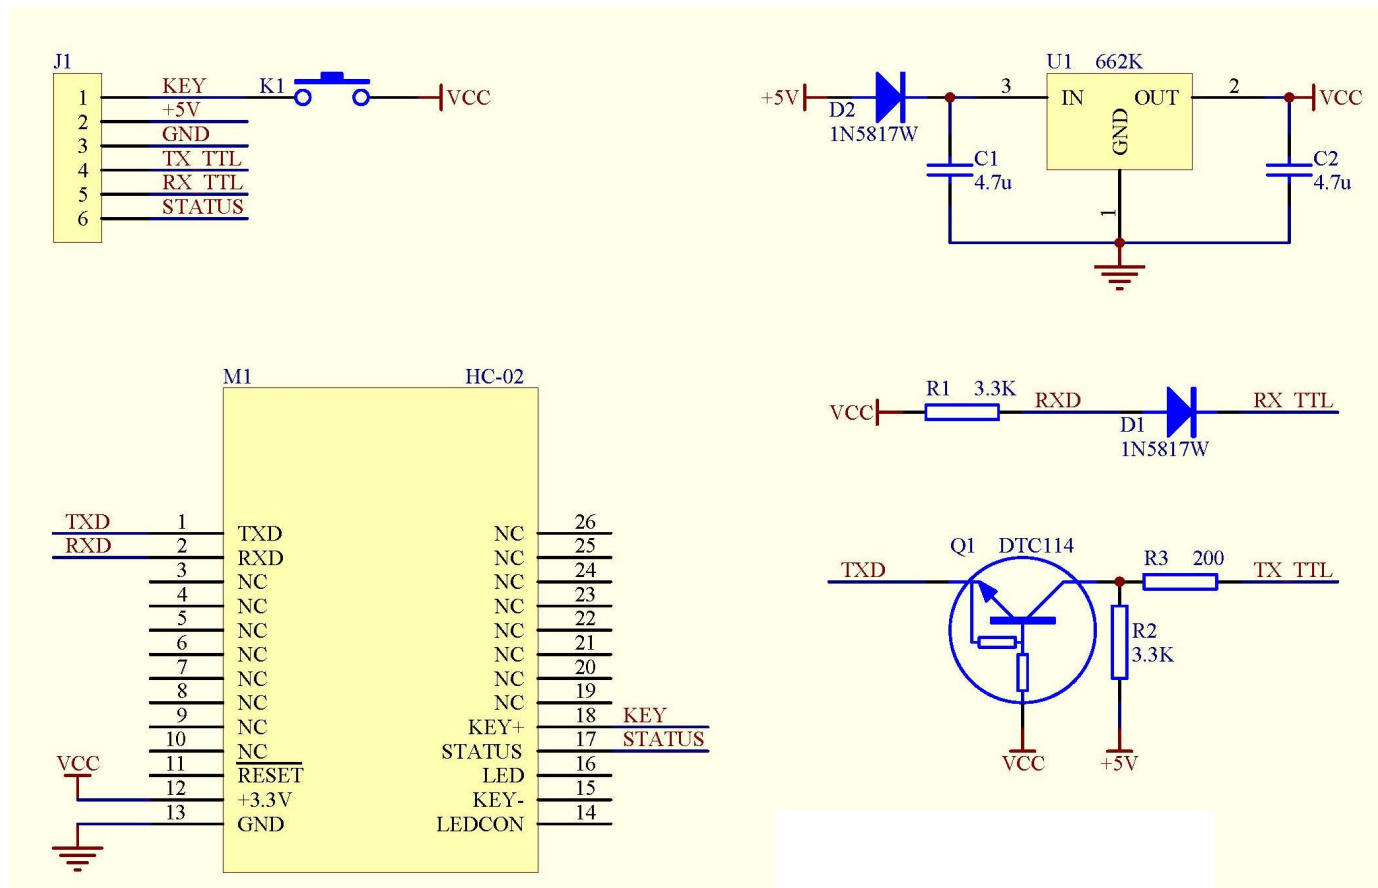 J1
1 KEY K1 VCC
2 +5V
3 GND
4 TX_TTL
5 RX_TTL
6 STATUS
U1 662K
+5V D2 3 IN OUT 2 VCC
1N5817W
GND
C1
4.7u
C2
4.7u
1
M1 HC-02
TXD 1 TXD NC 26
RXD 2 RXD NC 25
3 NC NC 24
4 NC NC 23
5 NC NC 22
6 NC NC 21
7 NC NC 20
8 NC NC 19
9 NC KEY+ 18 KEY
10 NC STATUS 17 STATUS
VCC 11 RESET LED 16
12 +3.3V KEY- 15
13 GND LEDCON 14
R1 3.3K RXD RX_TTL
VCC
D1
1N5817W
Q1 DTC114 R3 200
TXD TX_TTL
R2
3.3K
VCC +5V